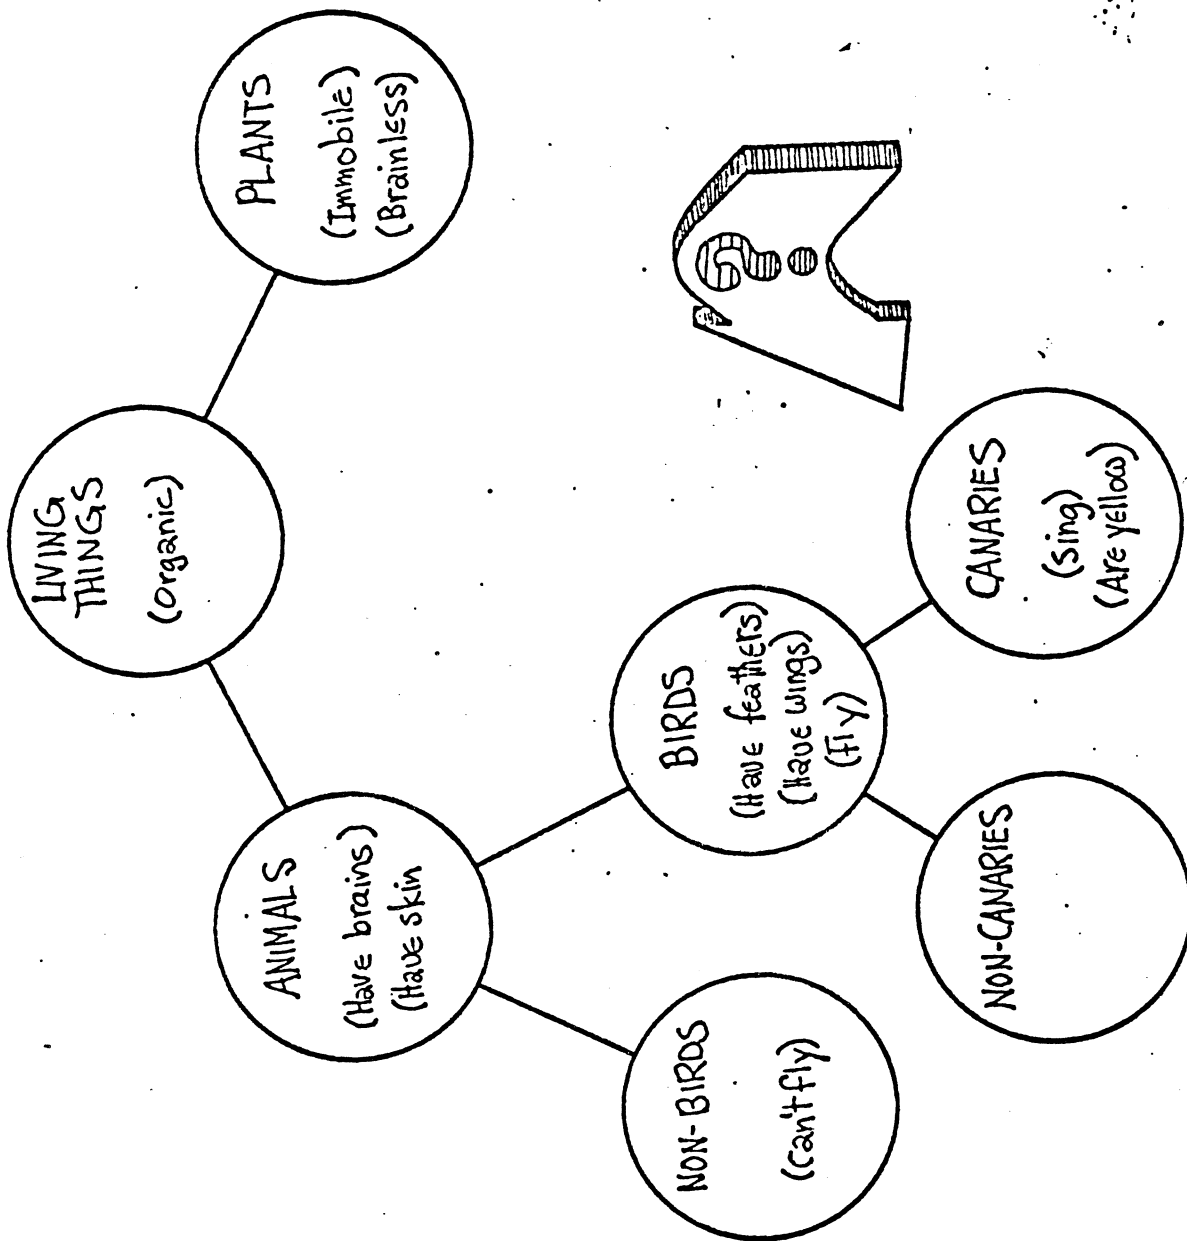 LIVING
THINGS
(organic)
ANIMALS
(Have brains)
(Have skin
PLANTS
(Immobile)
(Brainless)
NON-BIRDS
(can't fly)
BIRDS
(Have feathers)
(Have wings)
(Fly)
NON-CANARIES
CANARIES
(sing)
(Are yellow)
?